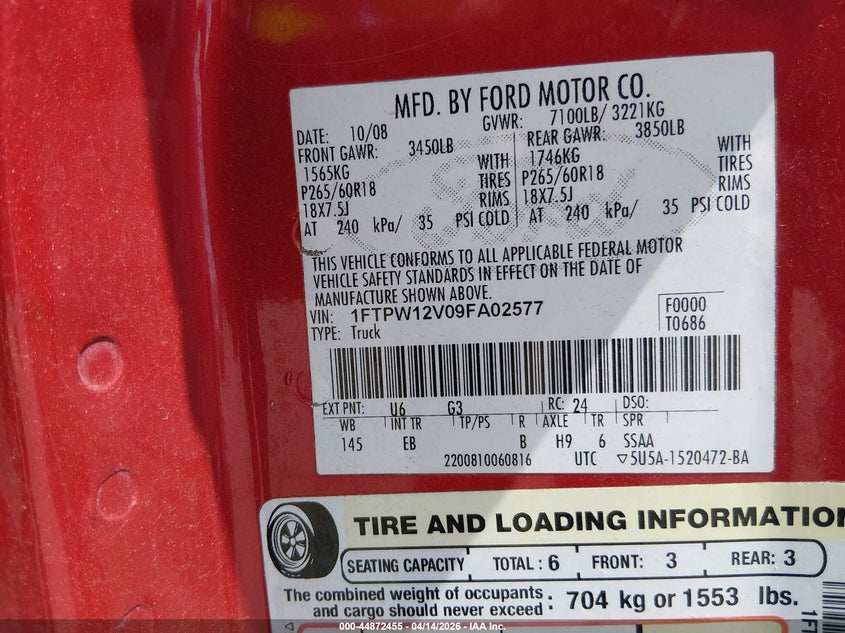 MFD. BY FORD MOTOR CO.
DATE: 10/08 GVWR: 7100LB/ 3221KG
FRONT GAWR: 3450LB REAR GAWR: 3850LB
1565KG WITH 1746KG WITH
P265/60R18 TIRES P265/60R18 TIRES
18X7.5J RIMS 18X7.5J RIMS
AT 240 kPa/ 35 PSI COLD AT 240 kPa/ 35 PSI COLD
Ford
THIS VEHICLE CONFORMS TO ALL APPLICABLE FEDERAL MOTOR
VEHICLE SAFETY STANDARDS IN EFFECT ON THE DATE OF
MANUFACTURE SHOWN ABOVE.
VIN: 1FTPW12V09FA02577 F0000
TYPE: Truck T0686
EXT PNT: U6 G3 RC: 24 DSO:
WB INT TR TP/PS R AXLE TR SPR
145 EB B H9 6 SSAA
2200810060816 UTC ▽5U5A-1520472-BA
TIRE AND LOADING INFORMATION
SEATING CAPACITY TOTAL : 6 FRONT: 3 REAR: 3
The combined weight of occupants
and cargo should never exceed : 704 kg or 1553 lbs.
1FT
000-44872455 - 04/14/2026 - IAA Inc.